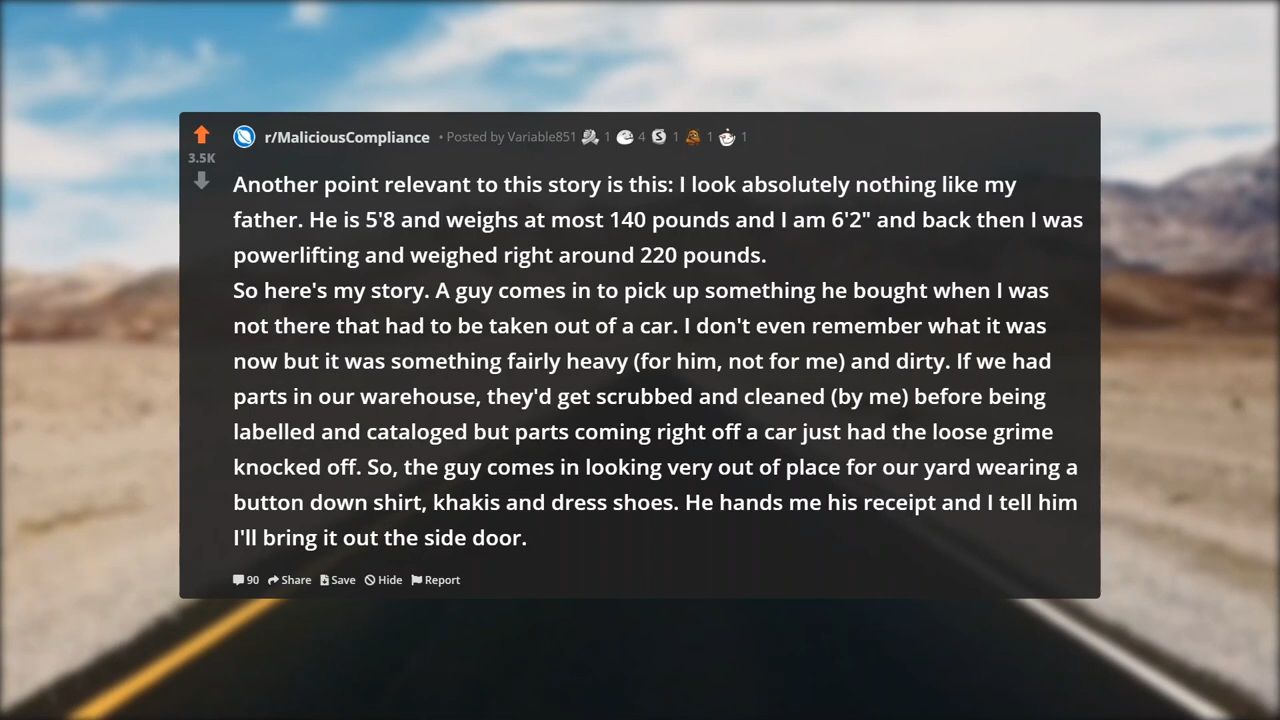 r/MaliciousCompliance • Posted by Variable851 1 4 1 1 1
3.5K
Another point relevant to this story is this: I look absolutely nothing like my
father. He is 5'8 and weighs at most 140 pounds and I am 6'2" and back then I was
powerlifting and weighed right around 220 pounds.
So here's my story. A guy comes in to pick up something he bought when I was
not there that had to be taken out of a car. I don't even remember what it was
now but it was something fairly heavy (for him, not for me) and dirty. If we had
parts in our warehouse, they'd get scrubbed and cleaned (by me) before being
labelled and cataloged but parts coming right off a car just had the loose grime
knocked off. So, the guy comes in looking very out of place for our yard wearing a
button down shirt, khakis and dress shoes. He hands me his receipt and I tell him
I'll bring it out the side door.
90 Share Save Hide Report